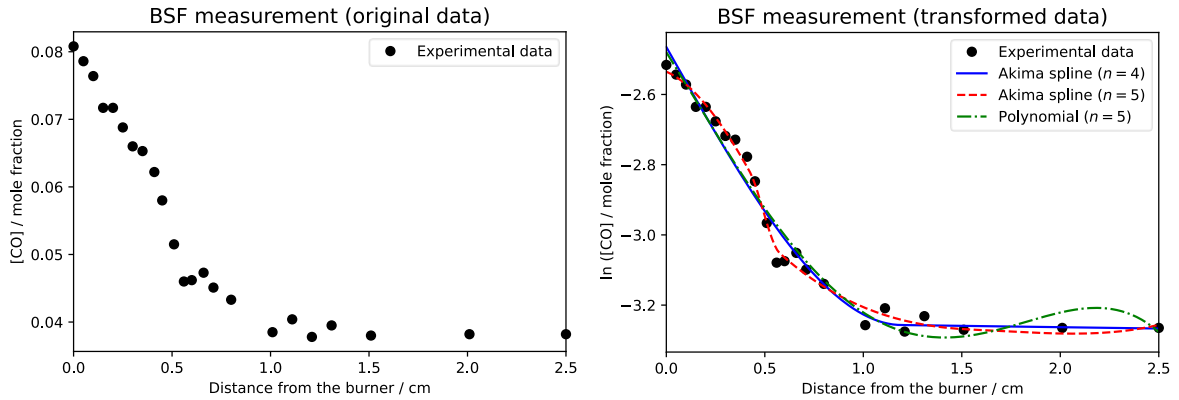 BSF measurement (original data)
0.08
0.07
0.06
0.05
0.04
[CO] / mole fraction
Experimental data
0.0 0.5 1.0 1.5 2.0 2.5
Distance from the burner / cm
BSF measurement (transformed data)
−2.6
−2.8
−3.0
−3.2
ln ([CO] / mole fraction)
Experimental data
Akima spline (n = 4)
Akima spline (n = 5)
Polynomial (n = 5)
0.0 0.5 1.0 1.5 2.0 2.5
Distance from the burner / cm